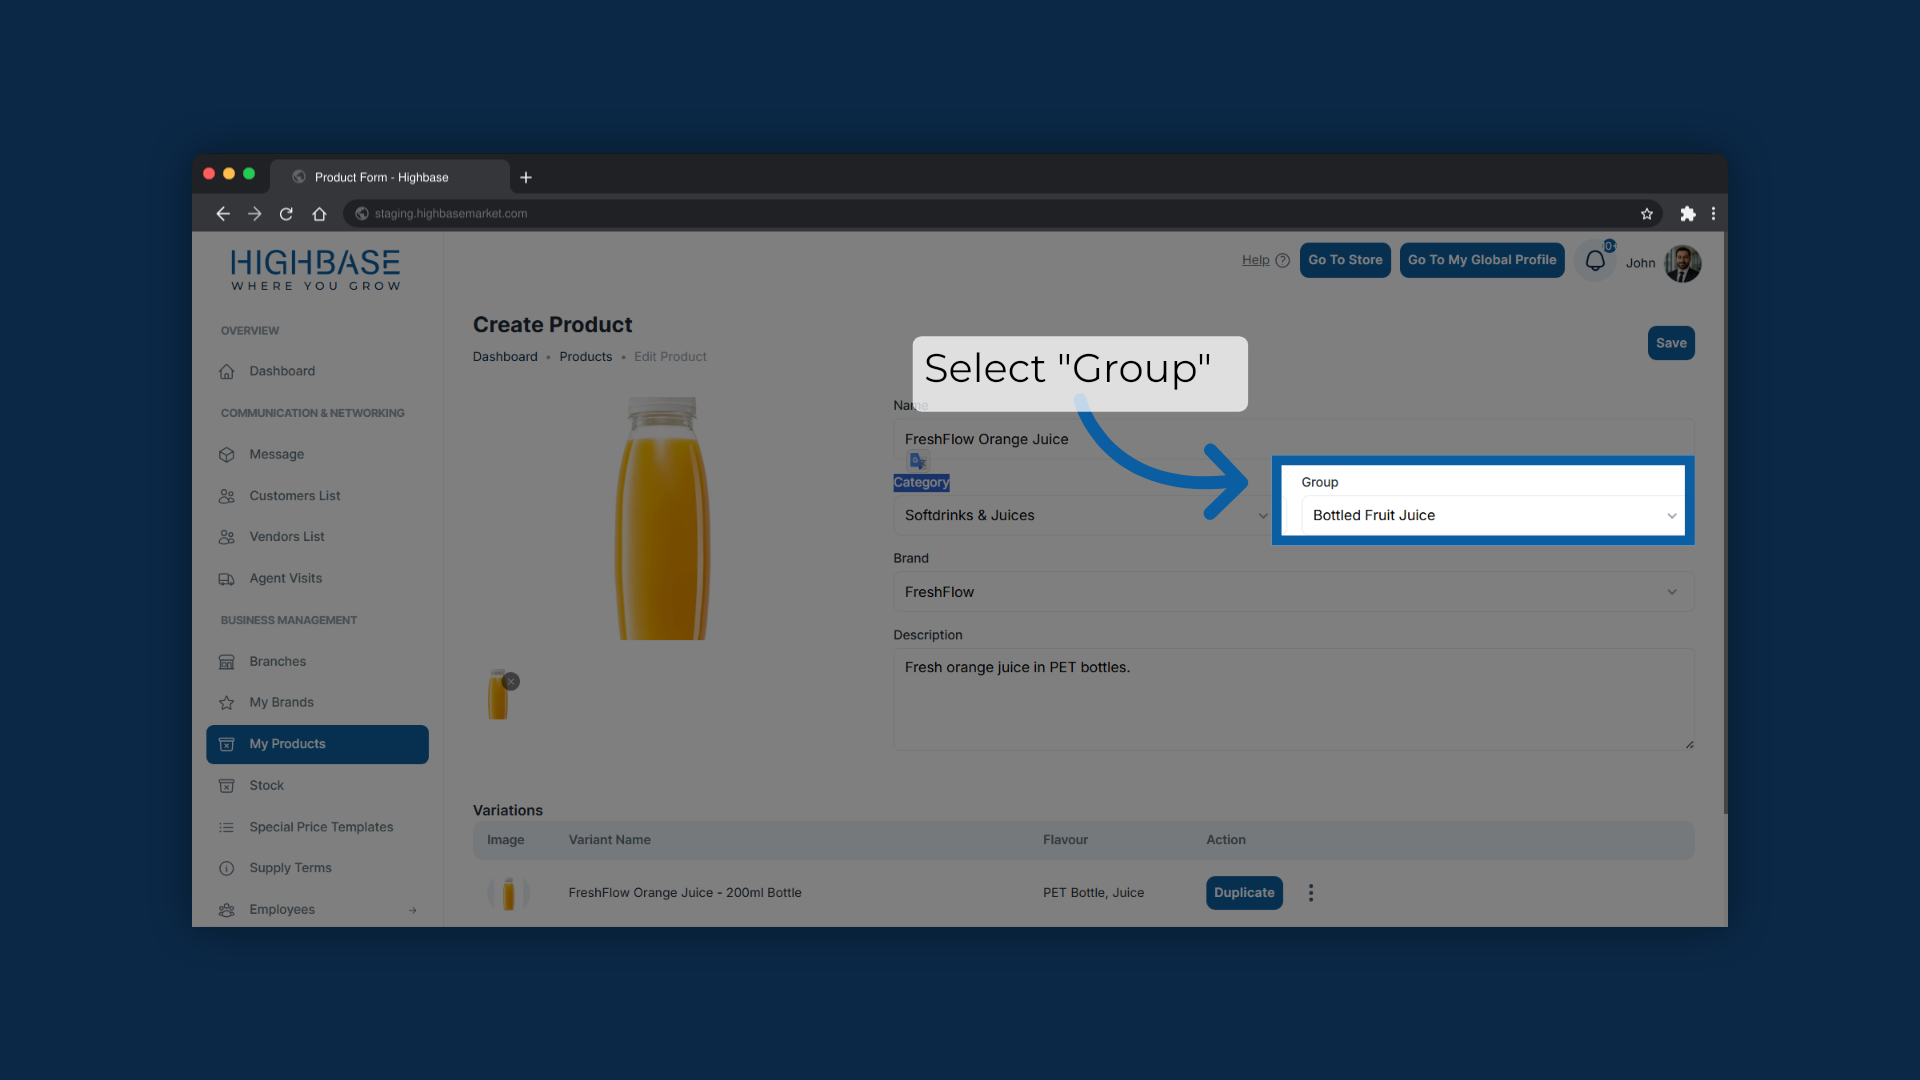 Product Form - Highbase
staging.highbasemarket.com
HIGHBASE
WHERE YOU GROW
Help
Go To Store
Go To My Global Profile
John
OVERVIEW
Dashboard
COMMUNICATION & NETWORKING
Message
Customers List
Vendors List
Agent Visits
BUSINESS MANAGEMENT
Branches
My Brands
My Products
Stock
Special Price Templates
Supply Terms
Employees
Create Product
Dashboard • Products • Edit Product
Save
Select "Group"
Name
FreshFlow Orange Juice
Category
Softdrinks & Juices
Group
Bottled Fruit Juice
Brand
FreshFlow
Description
Fresh orange juice in PET bottles.
Variations
Image Variant Name Flavour Action
FreshFlow Orange Juice - 200ml Bottle PET Bottle, Juice Duplicate